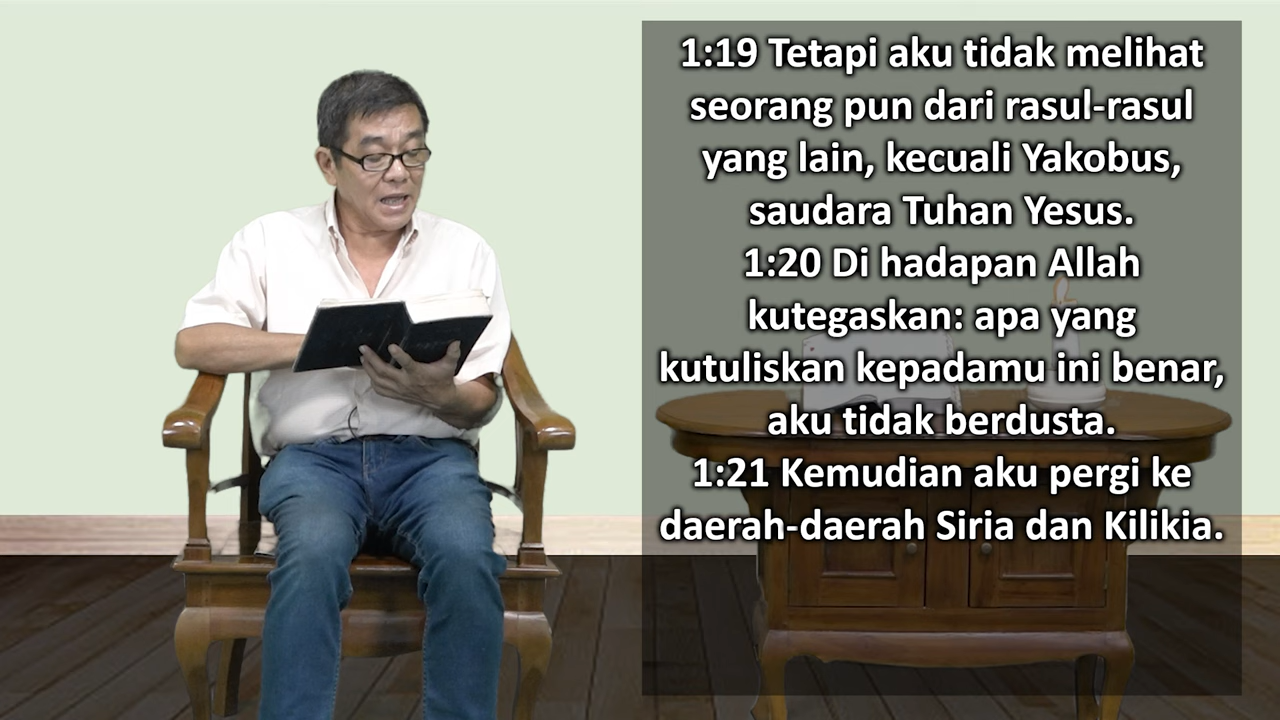 1:19 Tetapi aku tidak melihat
seorang pun dari rasul-rasul
yang lain, kecuali Yakobus,
saudara Tuhan Yesus.
1:20 Di hadapan Allah
kutegaskan: apa yang
kutuliskan kepadamu ini benar,
aku tidak berdusta.
1:21 Kemudian aku pergi ke
daerah-daerah Siria dan Kilikia.